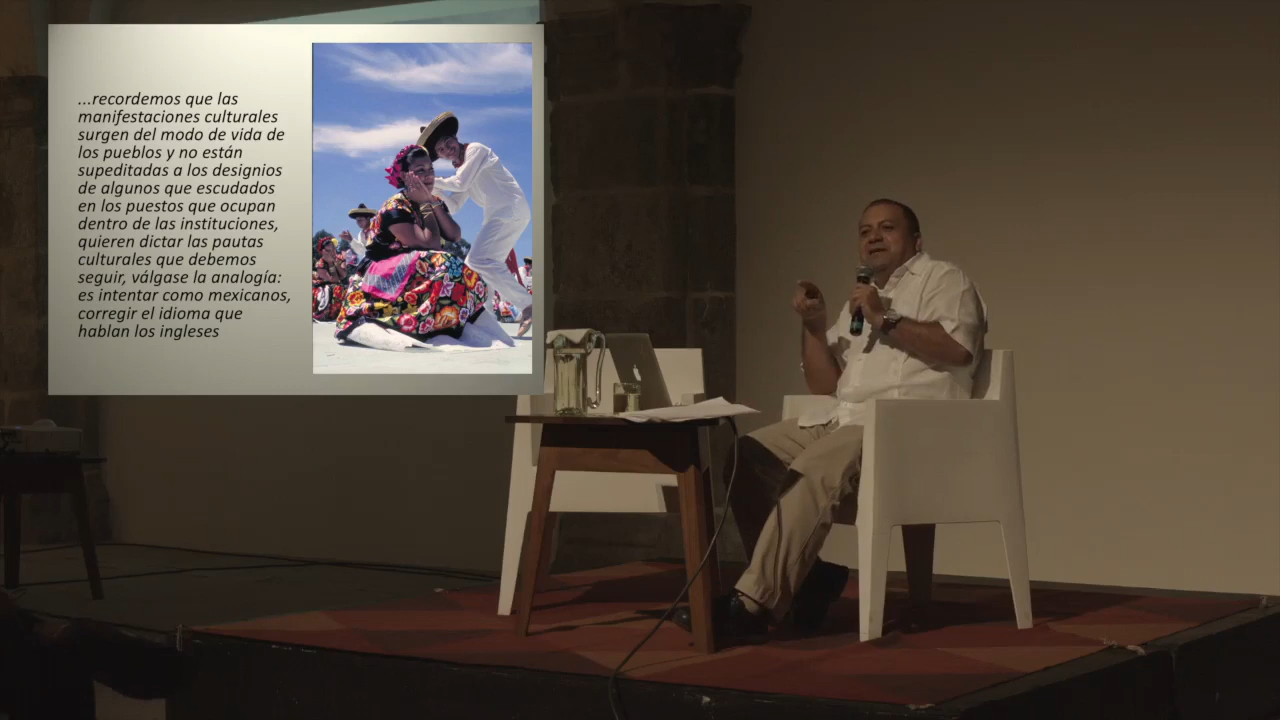 ...recordemos que las
manifestaciones culturales
surgen del modo de vida de
los pueblos y no están
supeditadas a los designios
de algunos que escudados
en los puestos que ocupan
dentro de las instituciones,
quieren dictar las pautas
culturales que debemos
seguir, válgase la analogía:
es intentar como mexicanos,
corregir el idioma que
hablan los ingleses